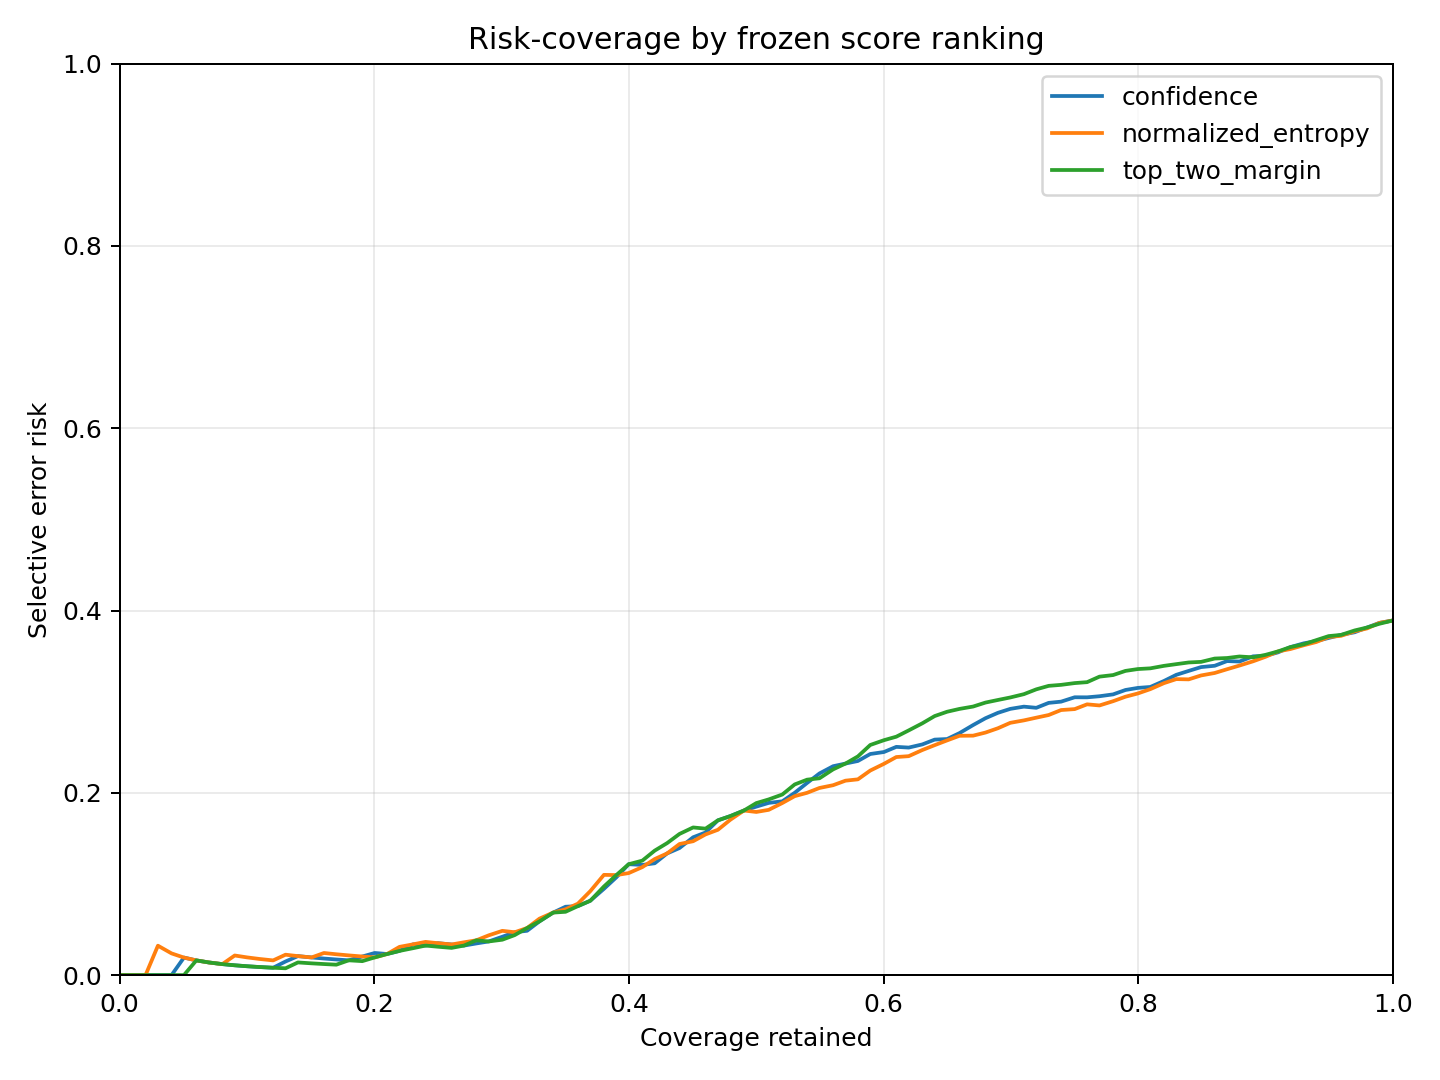 Risk-coverage by frozen score ranking
1.0
0.8
0.6
0.4
0.2
0.0
Selective error risk
confidence
normalized_entropy
top_two_margin
0.0 0.2 0.4 0.6 0.8 1.0
Coverage retained